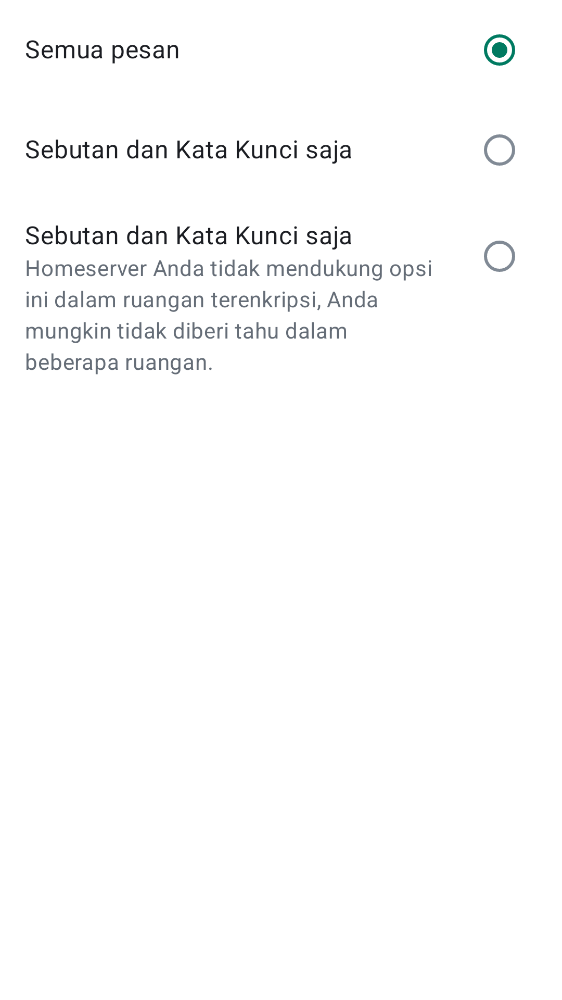 Semua pesan
Sebutan dan Kata Kunci saja
Sebutan dan Kata Kunci saja
Homeserver Anda tidak mendukung opsi
ini dalam ruangan terenkripsi, Anda
mungkin tidak diberi tahu dalam
beberapa ruangan.